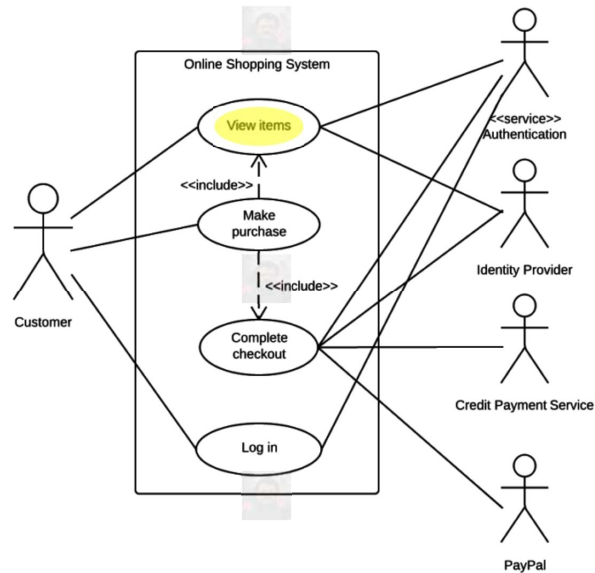 Online Shopping System
View items
<<service>>
Authentication
<<include>>
Make
purchase
Identity Provider
<<include>>
Customer
Complete
checkout
Credit Payment Service
Log in
PayPal